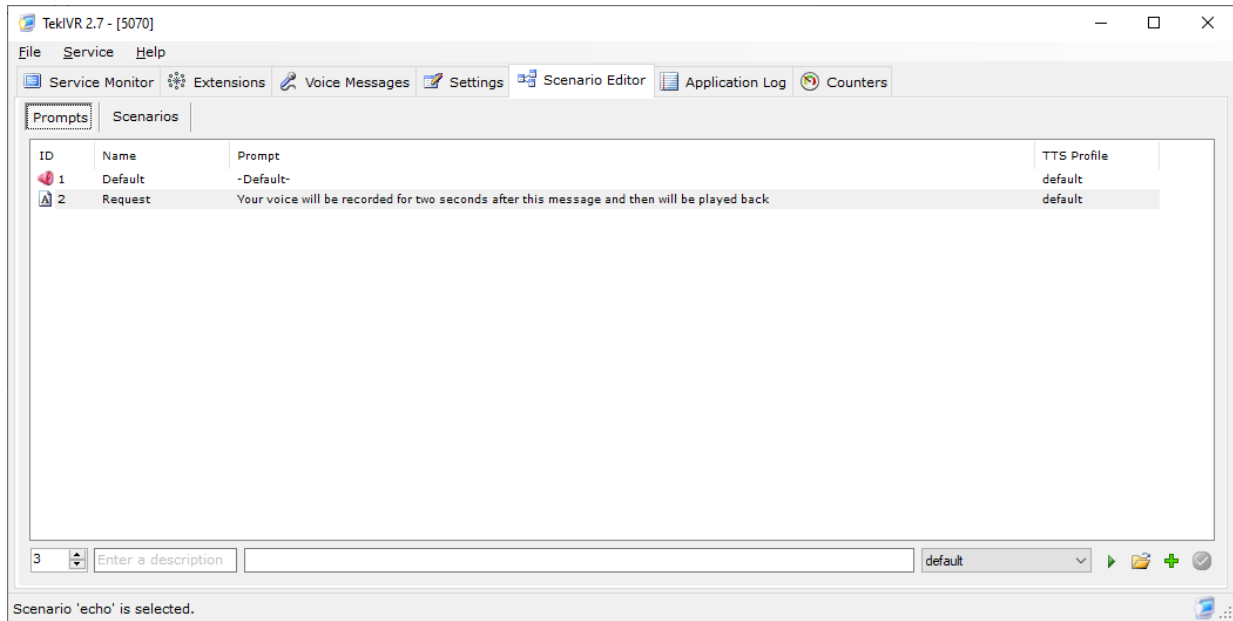 TekIVR 2.7 - [5070]
File Service Help
Service Monitor Extensions Voice Messages Settings Scenario Editor Application Log Counters
Prompts Scenarios
ID Name Prompt TTS Profile
1 Default -Default- default
A 2 Request Your voice will be recorded for two seconds after this message and then will be played back default
3 Enter a description default
Scenario 'echo' is selected.